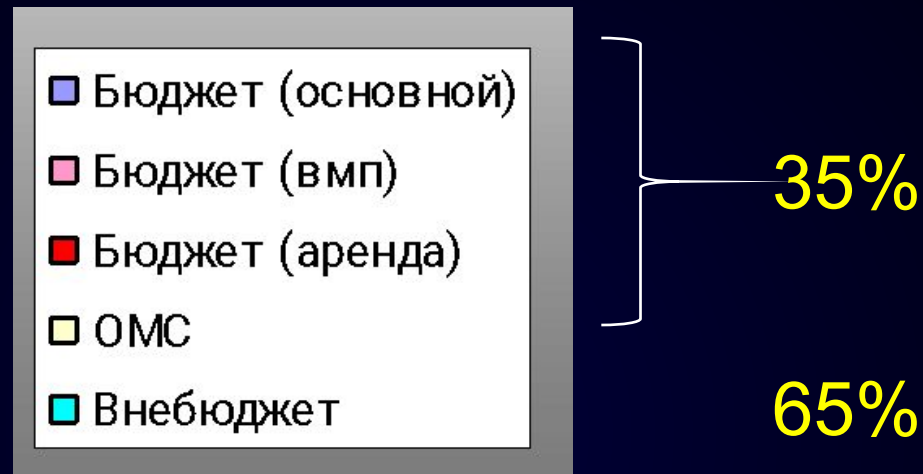 Бюджет (основной)
Бюджет (вмп)
35%
Бюджет (аренда)
ОМС
Внебюджет
65%